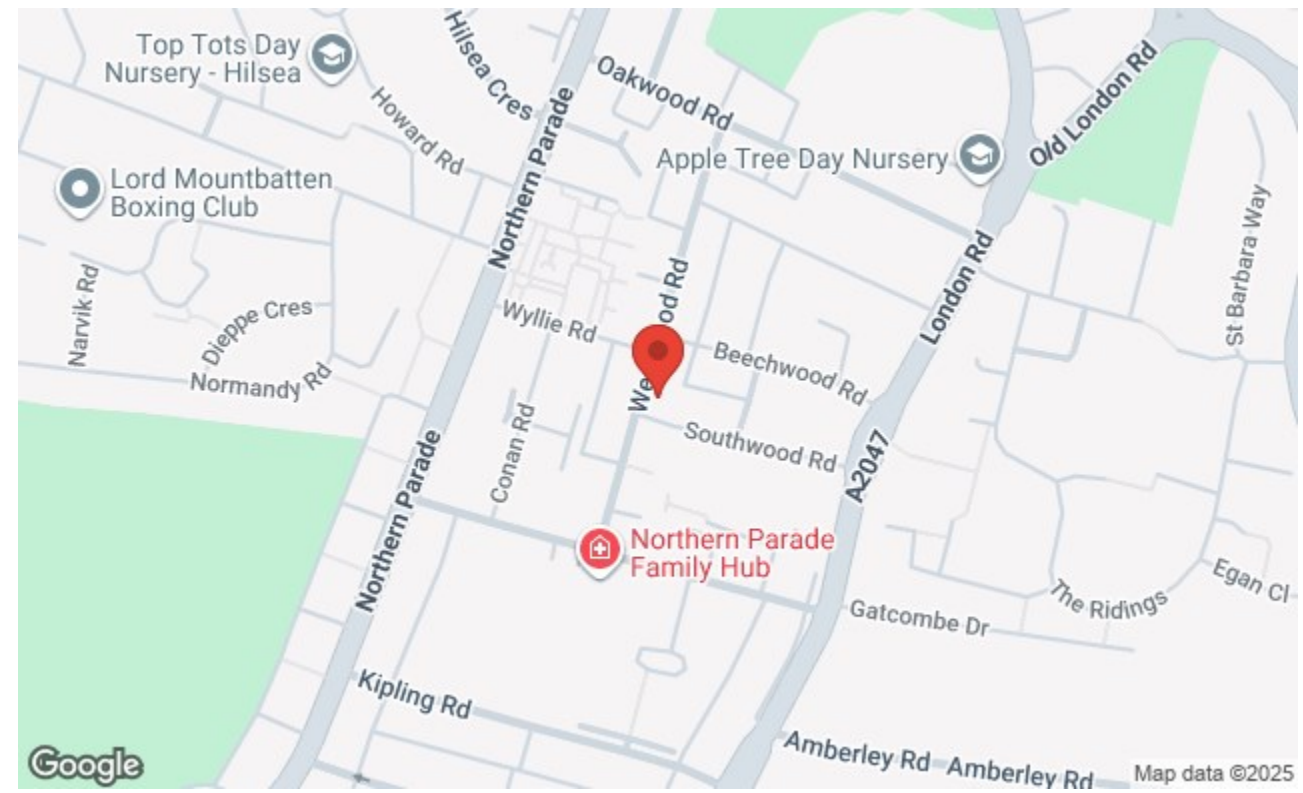 Top Tots Day
Nursery - Hilsea
Hilsea Cres
Oakwood Rd
Old London Rd
Howard Rd
Northern Parade
Apple Tree Day Nursery
Lord Mountbatten
Boxing Club
St Barbara Way
London Rd
Narvik Rd
Dieppe Cres
Wyllie Rd
We
od Rd
Beechwood Rd
Normandy Rd
Conan Rd
Southwood Rd
A2047
Northern Parade
Northern Parade
Family Hub
Egan Cl
The Ridings
Gatcombe Dr
Kipling Rd
Amberley Rd
Amberley Rd
Google
Map data ©2025